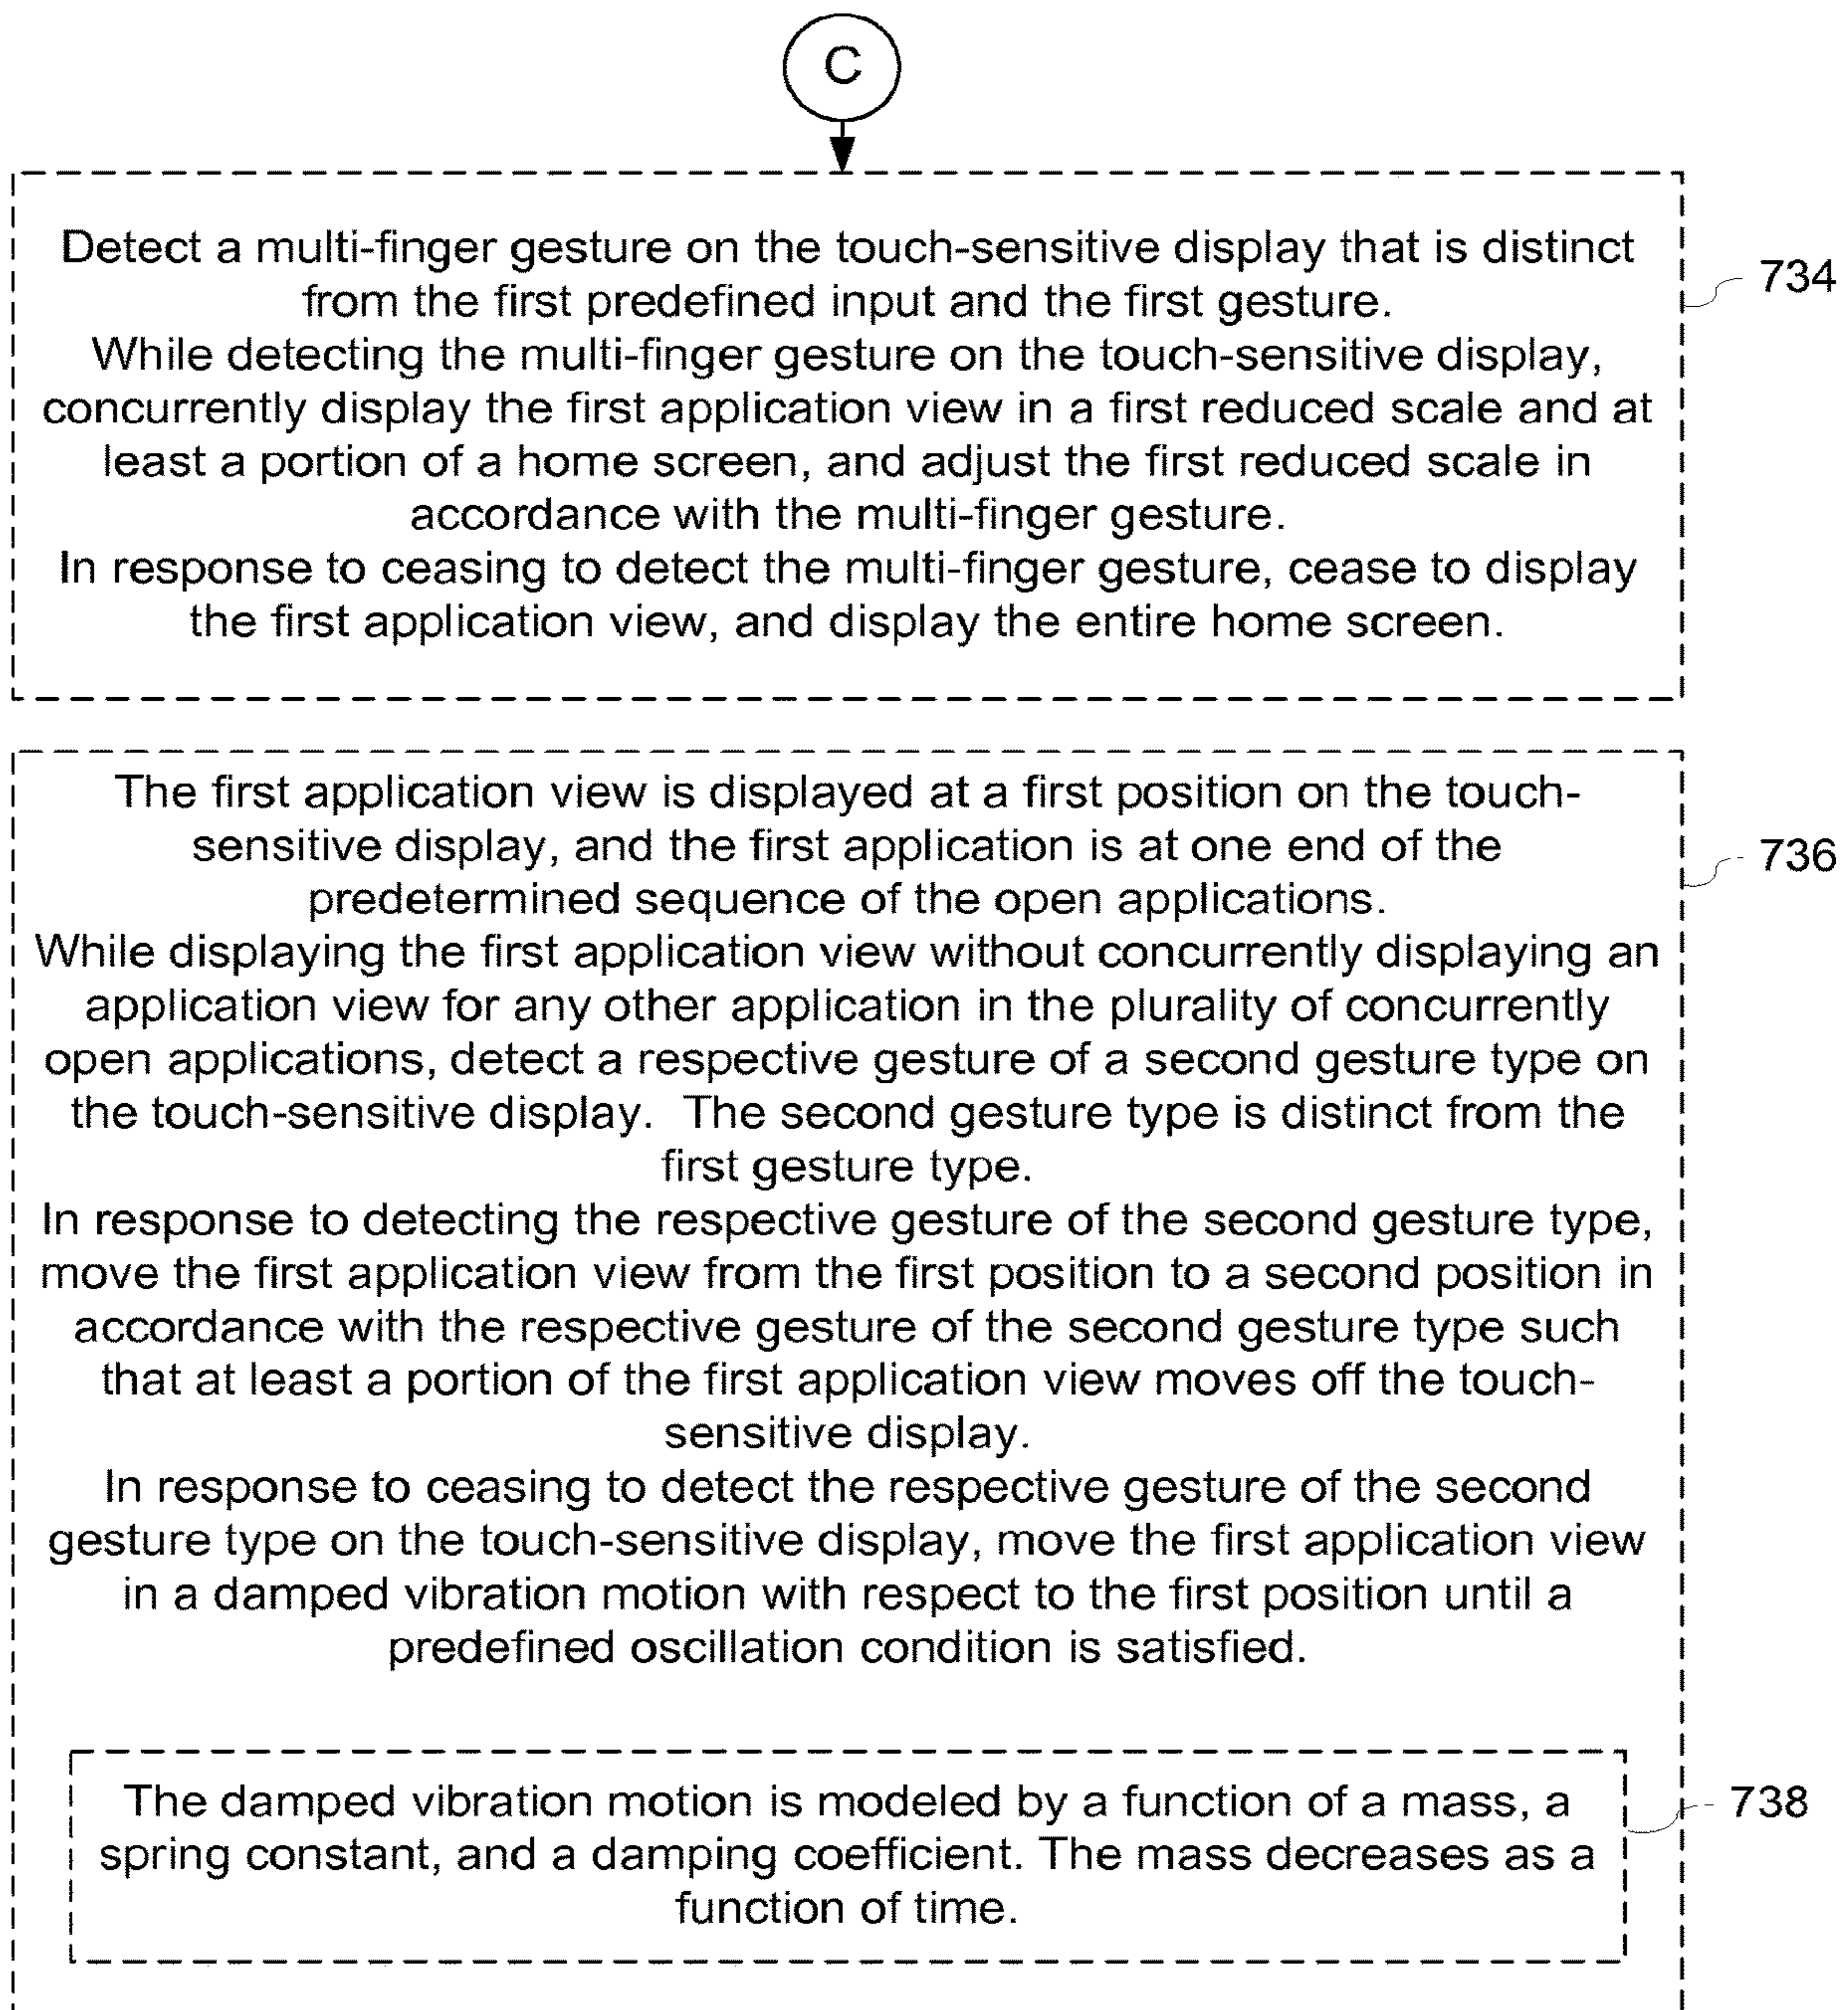 C
Detect a multi-finger gesture on the touch-sensitive display that is distinct
from the first predefined input and the first gesture.
734
While detecting the multi-finger gesture on the touch-sensitive display,
concurrently display the first application view in a first reduced scale and at
least a portion of a home screen, and adjust the first reduced scale in
accordance with the multi-finger gesture.
In response to ceasing to detect the multi-finger gesture, cease to display
the first application view, and display the entire home screen.
The first application view is displayed at a first position on the touch-
sensitive display, and the first application is at one end of the
736
predetermined sequence of the open applications.
While displaying the first application view without concurrently displaying an
application view for any other application in the plurality of concurrently
open applications, detect a respective gesture of a second gesture type on
the touch-sensitive display.  The second gesture type is distinct from the
first gesture type.
In response to detecting the respective gesture of the second gesture type,
move the first application view from the first position to a second position in
accordance with the respective gesture of the second gesture type such
that at least a portion of the first application view moves off the touch-
sensitive display.
In response to ceasing to detect the respective gesture of the second
gesture type on the touch-sensitive display, move the first application view
in a damped vibration motion with respect to the first position until a
predefined oscillation condition is satisfied.
The damped vibration motion is modeled by a function of a mass, a
738
spring constant, and a damping coefficient. The mass decreases as a
function of time.